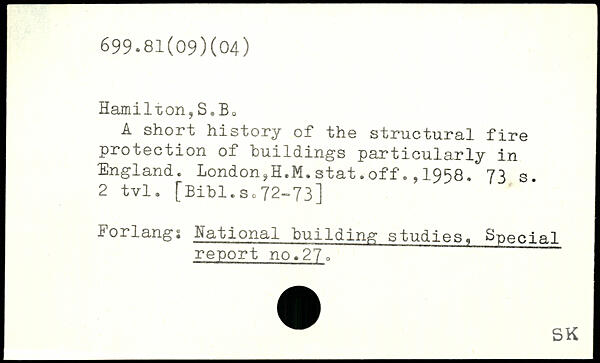 699.81(09)(04)
Hamilton,S.B.
A short history of the structural fire
protection of buildings particularly in
England. London,H.M.stat.off.,1958. 73 s.
2 tvl. [Bibl.s.72-73]
Forlang: National building studies, Special
report no.27.
SK